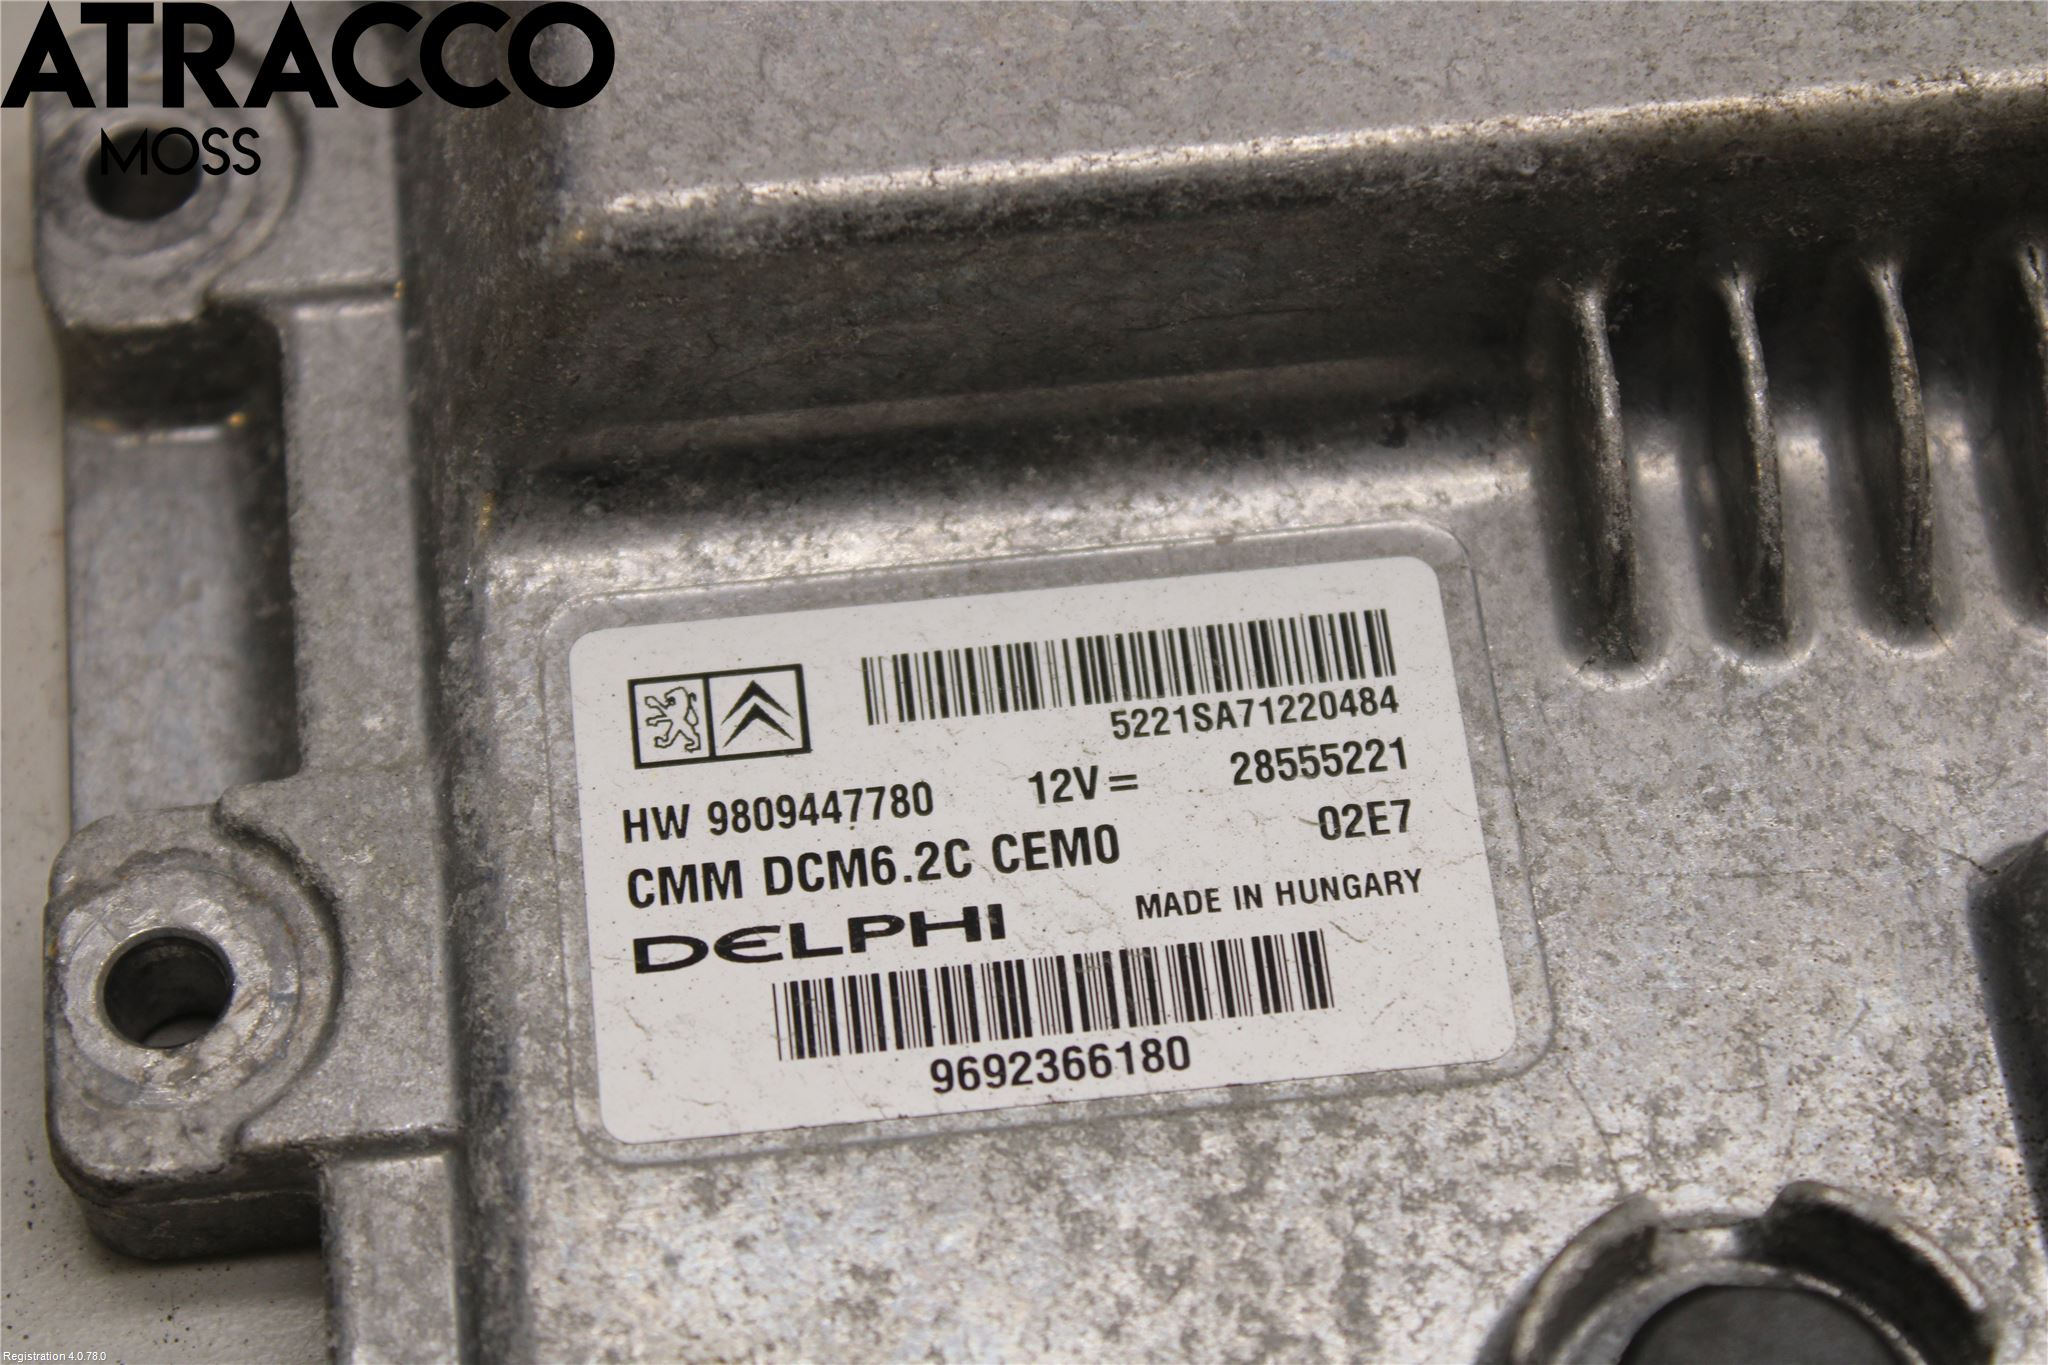 ATRACCO
MOSS
5221SA71220484
HW 9809447780 12V= 28555221
CMM DCM6.2C CEM0 02E7
DELPHI MADE IN HUNGARY
9692366180
Registration 4.0.78.0